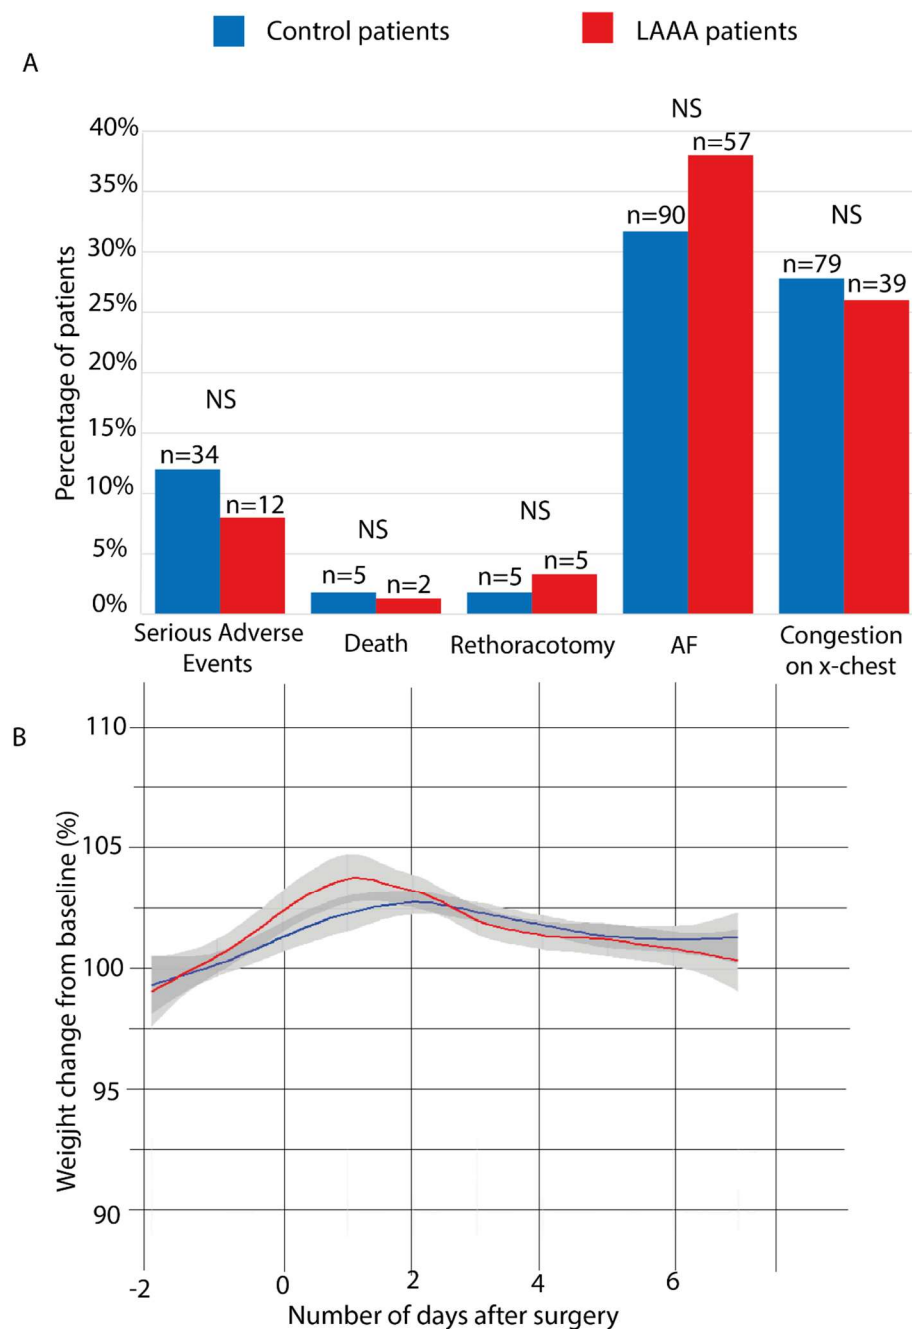 Control patients
LAAA patients
A
Percentage of patients
40%
35%
30%
25%
20%
15%
10%
5%
0%
NS
n=34
n=12
NS
n=5
n=2
NS
n=5
n=5
NS
n=90
n=57
NS
n=79
n=39
Serious Adverse
Events
Death
Rethoracotomy
AF
Congestion
on x-chest
B
Weigjht change from baseline (%)
110
105
100
95
90
-2
0
2
4
6
Number of days after surgery